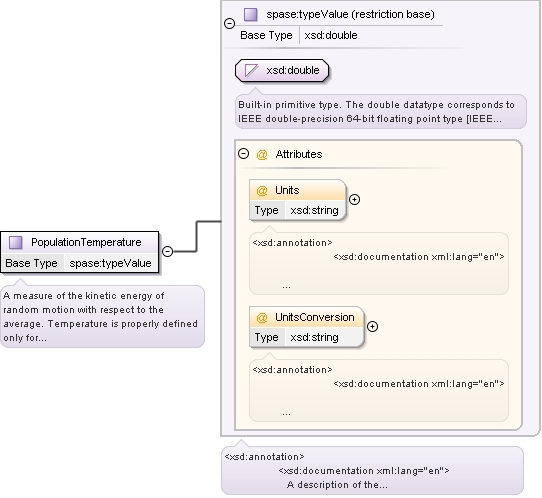 spase:typeValue (restriction base)
Base Type xsd:double
xsd:double
Built-in primitive type. The double datatype corresponds to
IEEE double-precision 64-bit floating point type [IEEE...
@ Attributes
@ Units
Type xsd:string
<xsd:annotation>
<xsd:documentation xml:lang="en">
...
PopulationTemperature
Base Type spase:typeValue
A measure of the kinetic energy of
random motion with respect to the
average. Temperature is properly defined
only for...
@ UnitsConversion
Type xsd:string
<xsd:annotation>
<xsd:documentation xml:lang="en">
...
<xsd:annotation>
<xsd:documentation xml:lang="en">
A description of the...